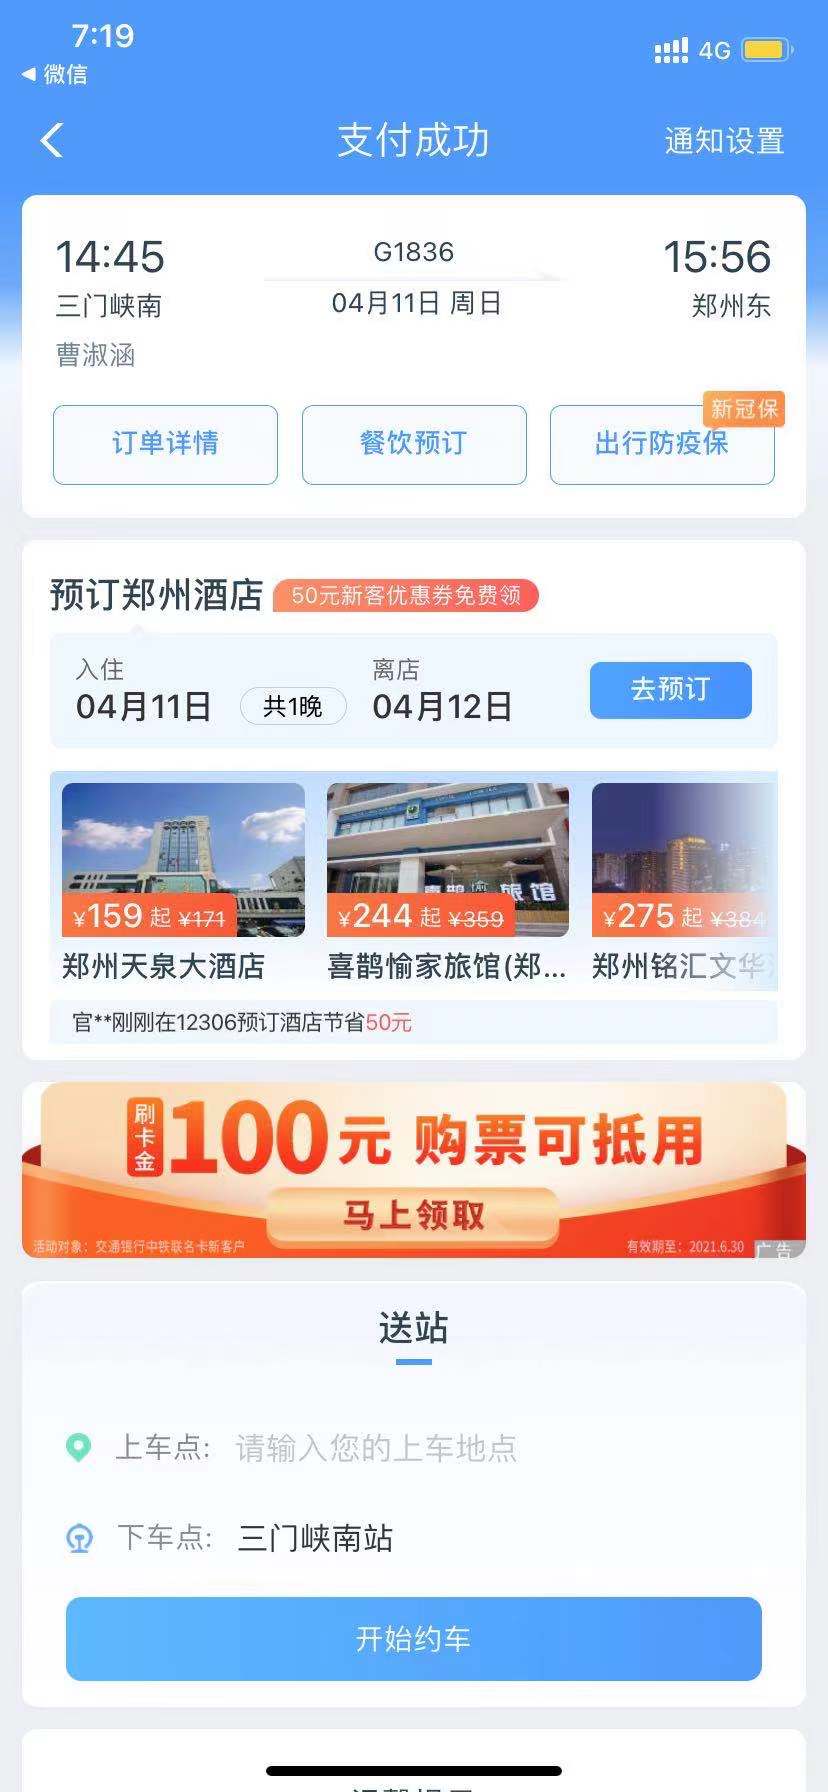 7:19
4G
微信
支付成功
通知设置
14:45
G1836
15:56
三门峡南
04月11日 周日
郑州东
曹淑涵
新冠保
订单详情
餐饮预订
出行防疫保
预订郑州酒店
50元新客优惠券免费领
入住
离店
04月11日
共1晚
04月12日
去预订
喜鹊愉家旅馆
¥159 起 ¥171
¥244 起 ¥359
¥275 起 ¥384
郑州天泉大酒店
喜鹊愉家旅馆(郑...
郑州铭汇文华
官**刚刚在12306预订酒店节省50元
刷卡金100元 购票可抵用
马上领取
活动对象：交通银行中铁联名卡新客户
有效期至：2021.6.30
广告
送站
上车点:
请输入您的上车地点
下车点:
三门峡南站
开始约车